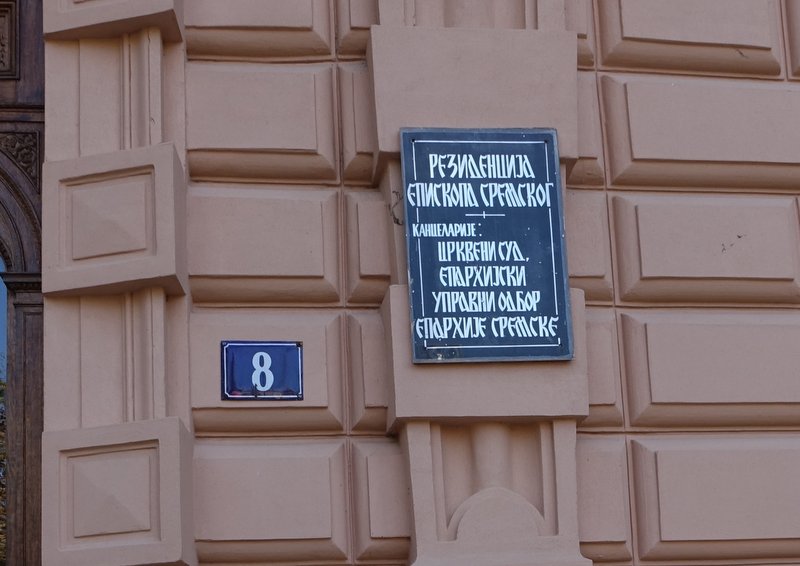 РЕЗИДЕНЦИЈА
ЕПИСКОПА СРЕМСКОГ
КАНЦЕЛАРИЈЕ:
ЦРКВЕНИ СУД,
ЕПАРХИЈСКИ
УПРАВНИ ОДБОР
ЕПАРХИЈЕ СРЕМСКЕ
8